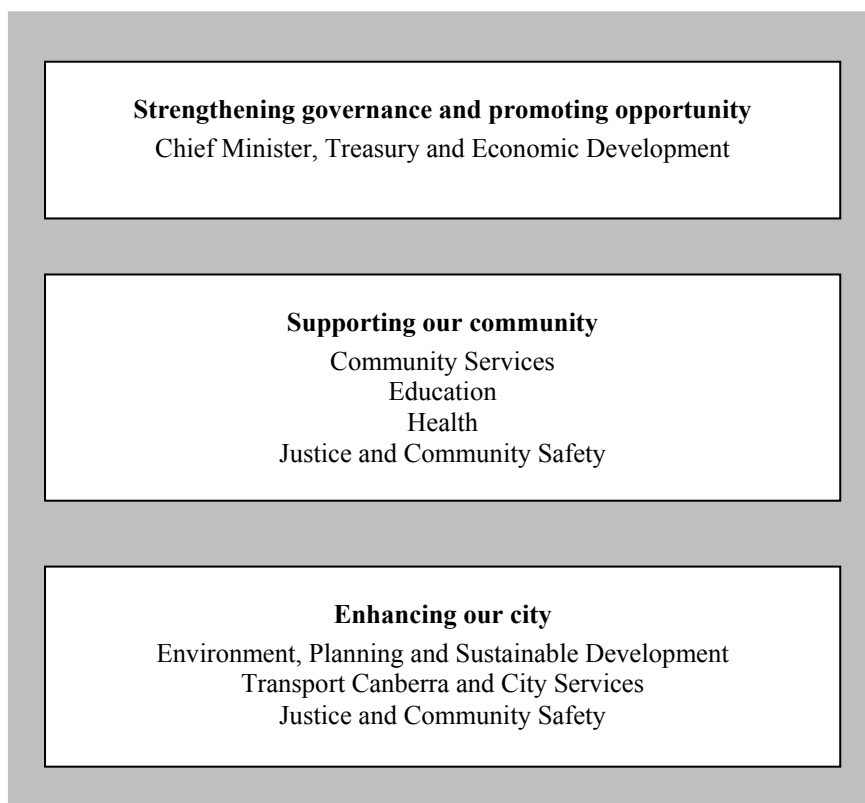 Strengthening governance and promoting opportunity
Chief Minister, Treasury and Economic Development
Supporting our community
Community Services
Education
Health
Justice and Community Safety
Enhancing our city
Environment, Planning and Sustainable Development
Transport Canberra and City Services
Justice and Community Safety